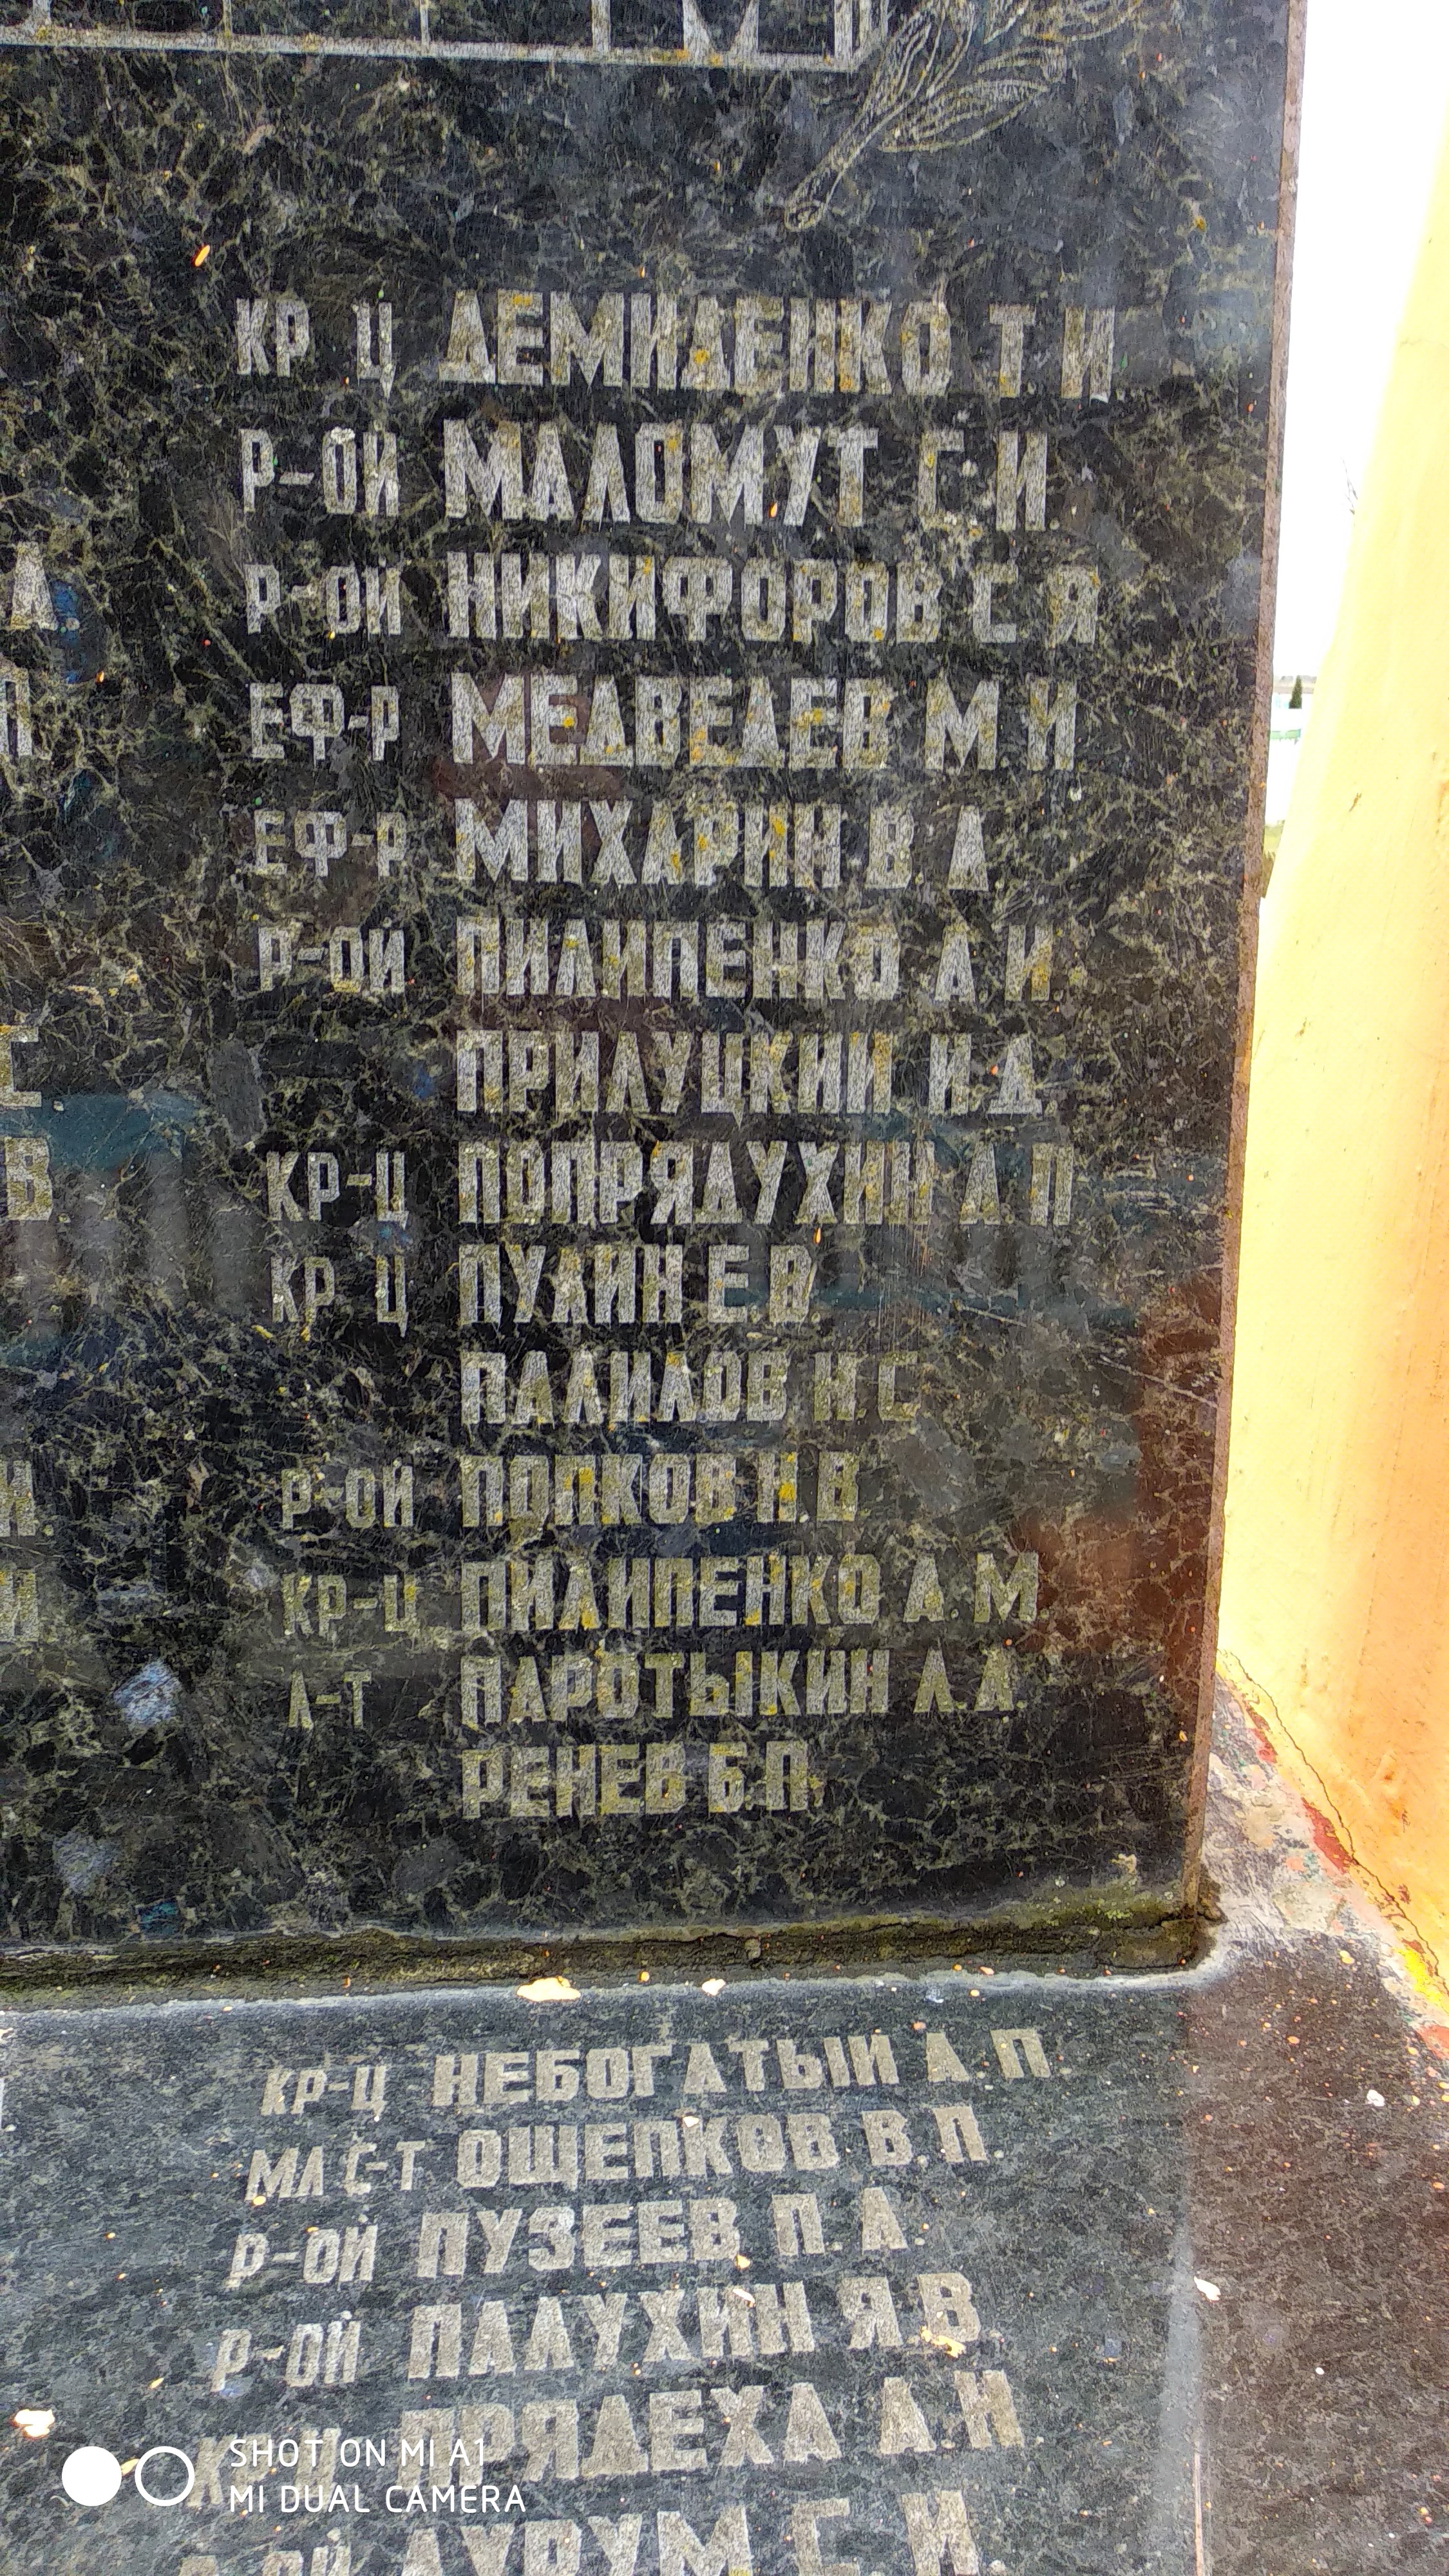 КР Ц ДЕМИДЕНКО Т И.
Р-ОЙ МАЛОМУТ Г.И.
Р-ОЙ НИКИФОРОВ С.Я
ЕФ-Р МЕДВЕДЕВ М.И
ЕФ-Р МИХАРИН В А
Р-ОЙ ПИЛИПЕНКО А.И.
ПРИЛУЦКИЙ И.Д.
КР-Ц ПОПРЯДУХИН А.П
КР Ц ПУЛИН Е.В.
ПАЛИЛОВ Н.С
Р-ОЙ ПОПКОВ Н В
КР-Ц ПИЛИПЕНКО А.М.
Л-Т ПАРОТЫКИН А.А.
РЕНЕВ Б.П.
А
П
Г
В
И.
И
КР-Ц НЕБОГАТЫЙ А.П.
МЛ С-Т ОЩЕПКОВ В.П.
Р-ОЙ ПУЗЕЕВ П.А.
Р-ОЙ ПАЛУХИН Я.В.
КР-Ц ПРЯДЕХА А.Н
SHOT ON MI A1
MI DUAL CAMERA